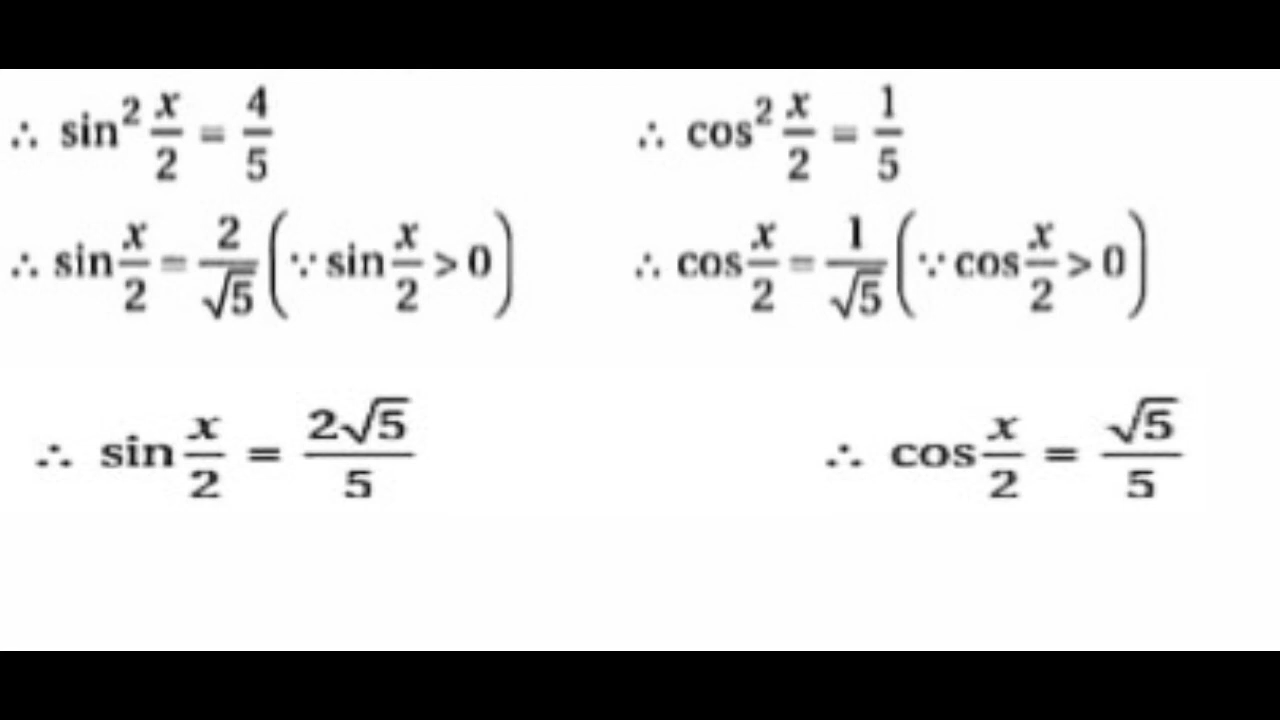 ∴ sin² x/2 = 4/5
∴ cos² x/2 = 1/5
∴ sin x/2 = 2/√5 (∵ sin x/2 > 0)
∴ cos x/2 = 1/√5 (∵ cos x/2 > 0)
∴ sin x/2 = 2√5/5
∴ cos x/2 = √5/5